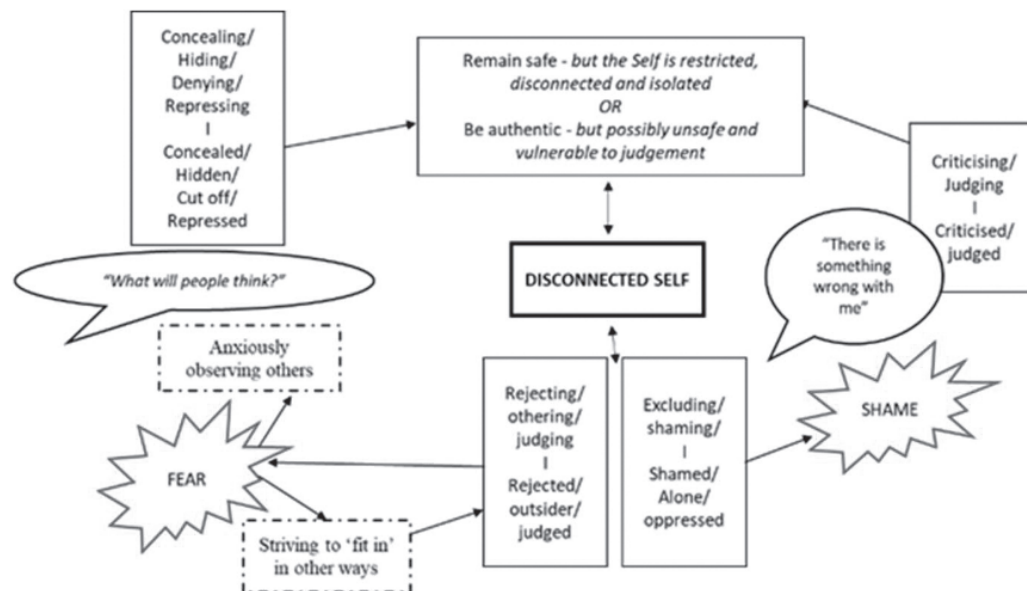 Concealing/
Hiding/
Denying/
Repressing
I
Concealed/
Hidden/
Cut off/
Repressed
Remain safe - but the Self is restricted,
disconnected and isolated
OR
Be authentic - but possibly unsafe and
vulnerable to judgement
Criticising/
Judging
I
Criticised/
judged
"What will people think?"
DISCONNECTED SELF
"There is
something
wrong with
me"
Anxiously
observing others
FEAR
Striving to 'fit in'
in other ways
Rejecting/
othering/
judging
I
Rejected/
outsider/
judged
Excluding/
shaming/
I
Shamed/
Alone/
oppressed
SHAME